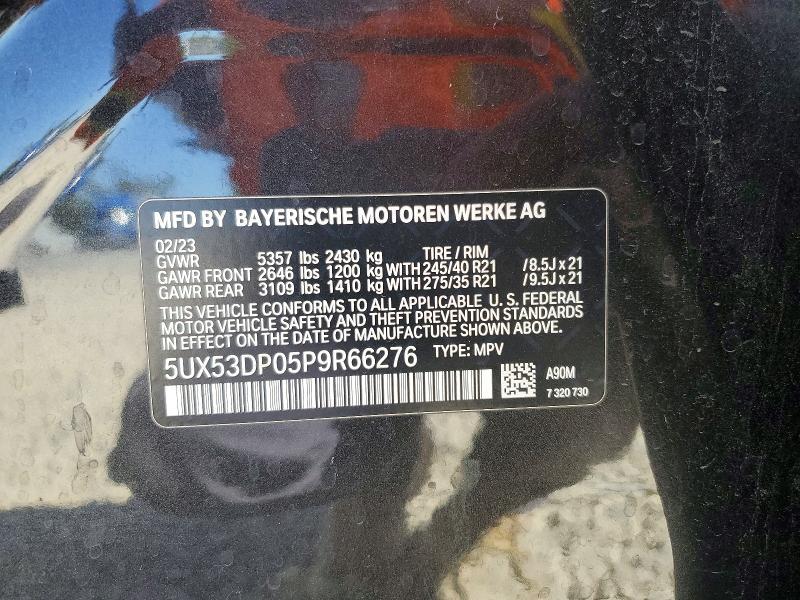 MFD BY BAYERISCHE MOTOREN WERKE AG
02/23
GVWR 5357 lbs 2430 kg TIRE / RIM
GAWR FRONT 2646 lbs 1200 kg WITH 245/40 R21 /8.5J x 21
GAWR REAR 3109 lbs 1410 kg WITH 275/35 R21 /9.5J x 21
THIS VEHICLE CONFORMS TO ALL APPLICABLE U. S. FEDERAL
MOTOR VEHICLE SAFETY AND THEFT PREVENTION STANDARDS
IN EFFECT ON THE DATE OF MANUFACTURE SHOWN ABOVE.
5UX53DP05P9R66276 TYPE: MPV
A90M
7 320 730